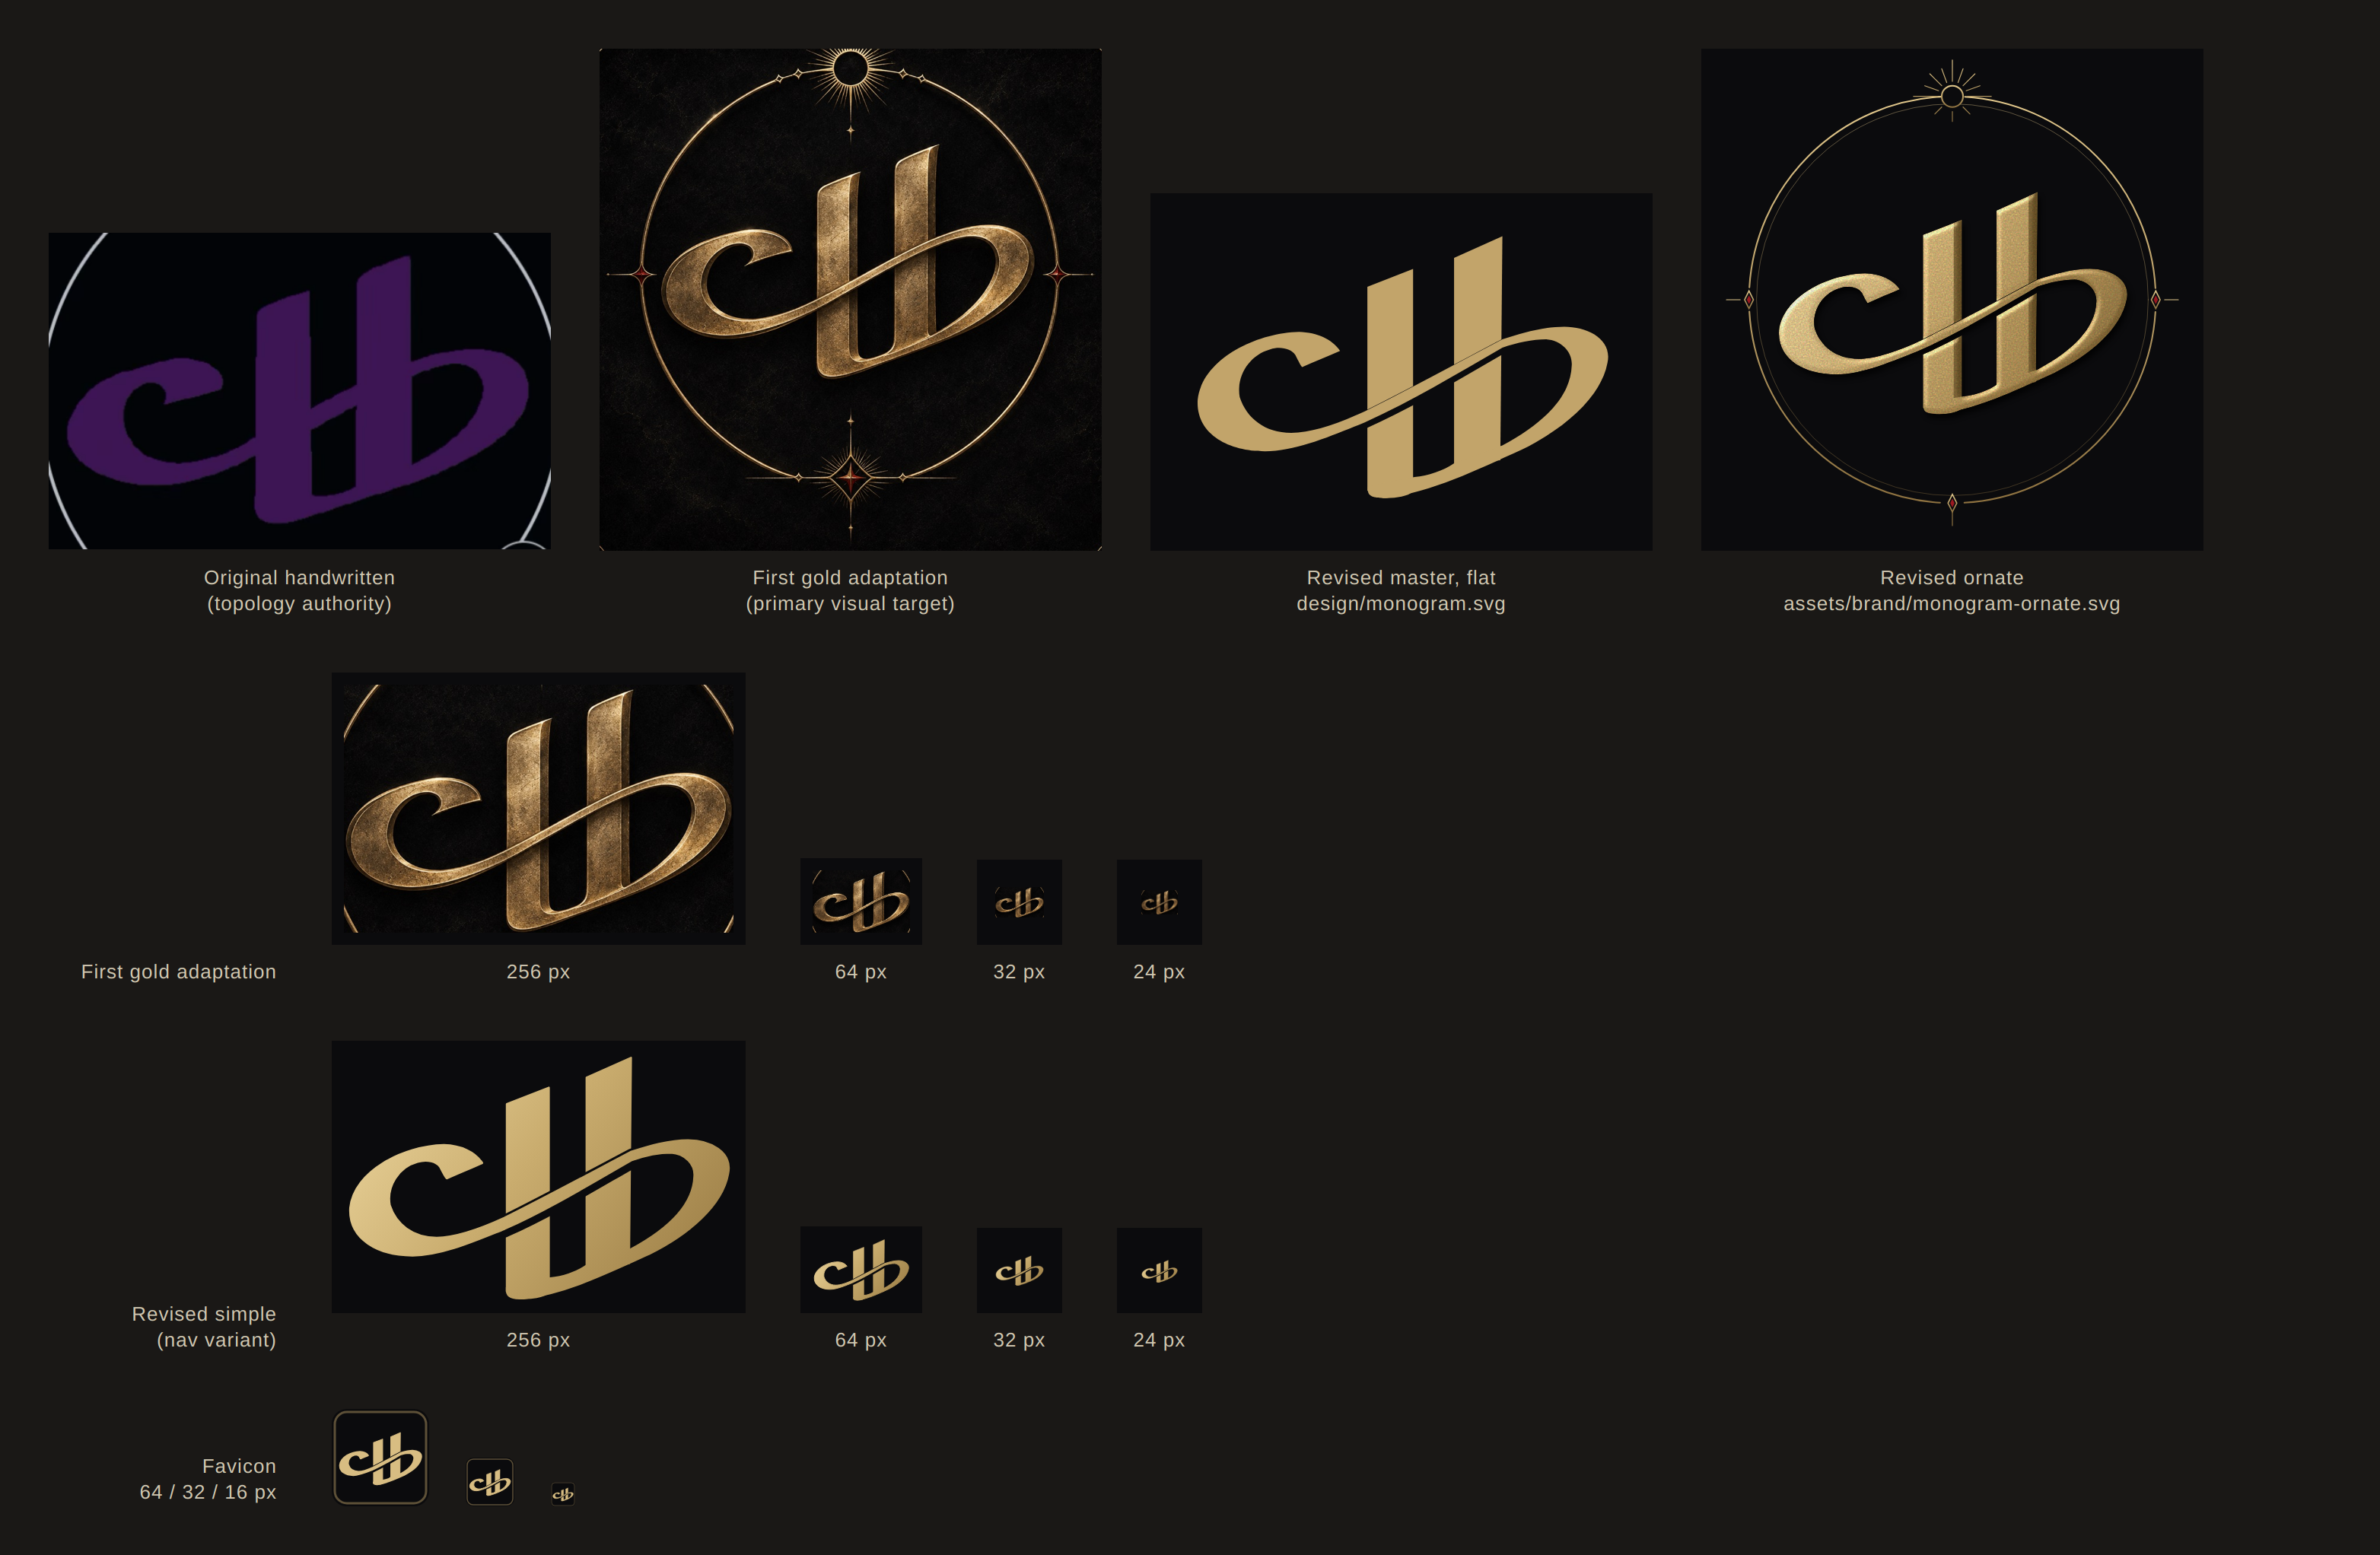 Original handwritten
(topology authority)
First gold adaptation
(primary visual target)
Revised master, flat
design/monogram.svg
Revised ornate
assets/brand/monogram-ornate.svg
First gold adaptation
256 px
64 px
32 px
24 px
Revised simple
(nav variant)
256 px
64 px
32 px
24 px
Favicon
64 / 32 / 16 px